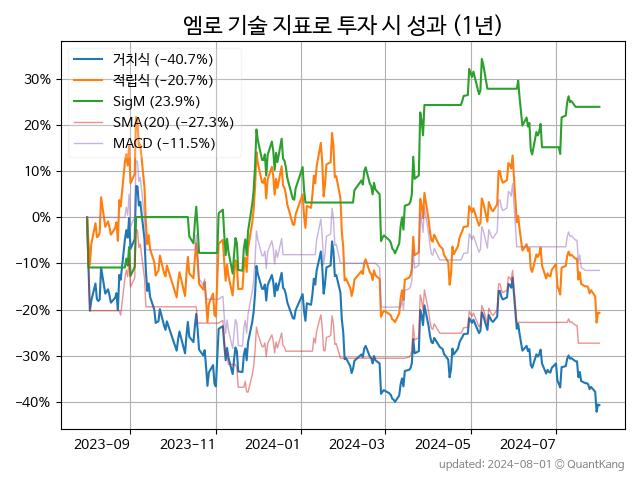 엠로 기술 지표로 투자 시 성과 (1년)
거치식 (−40.7%)
적립식 (−20.7%)
SigM (23.9%)
SMA(20) (−27.3%)
MACD (−11.5%)
30%
20%
10%
0%
−10%
−20%
−30%
−40%
2023-09 2023-11 2024-01 2024-03 2024-05 2024-07
updated: 2024-08-01 © QuantKang